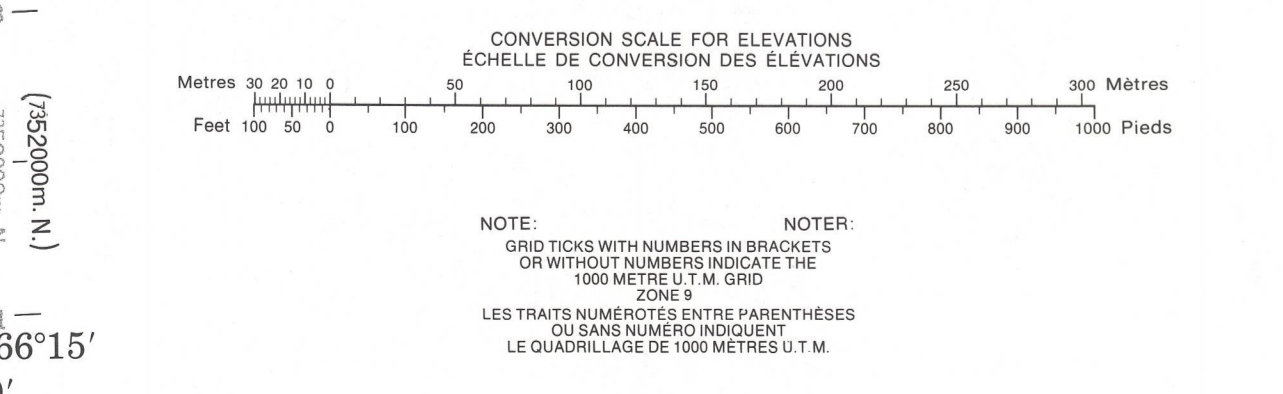 CONVERSION SCALE FOR ELEVATIONS
ÉCHELLE DE CONVERSION DES ÉLÉVATIONS
Metres 30 20 10 0 50 100 150 200 250 300 Mètres
Feet 100 50 0 100 200 300 400 500 600 700 800 900 1000 Pieds
(7352000m. N.)
NOTE: NOTER:
GRID TICKS WITH NUMBERS IN BRACKETS
OR WITHOUT NUMBERS INDICATE THE
1000 METRE U.T.M. GRID
ZONE 9
LES TRAITS NUMÉROTÉS ENTRE PARENTHÈSES
OU SANS NUMÉRO INDIQUENT
LE QUADRILLAGE DE 1000 MÈTRES U.T.M.
66°15′